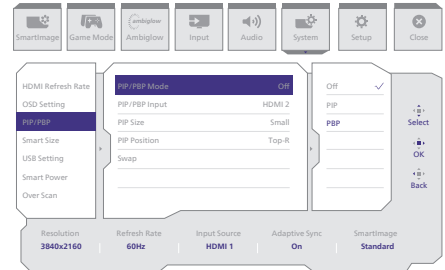 ambiglow
SmartImage Game Mode Ambiglow Input Audio System Setup Close
HDMI Refresh Rate
OSD Setting
PIP/PBP
Smart Size
USB Setting
Smart Power
Over Scan
PIP/PBP Mode Off
PIP/PBP Input HDMI 2
PIP Size Small
PIP Position Top-R
Swap
Off
PIP
PBP
Select
OK
Back
Resolution Refresh Rate Input Source Adaptive Sync SmartImage
3840x2160 60Hz HDMI 1 On Standard